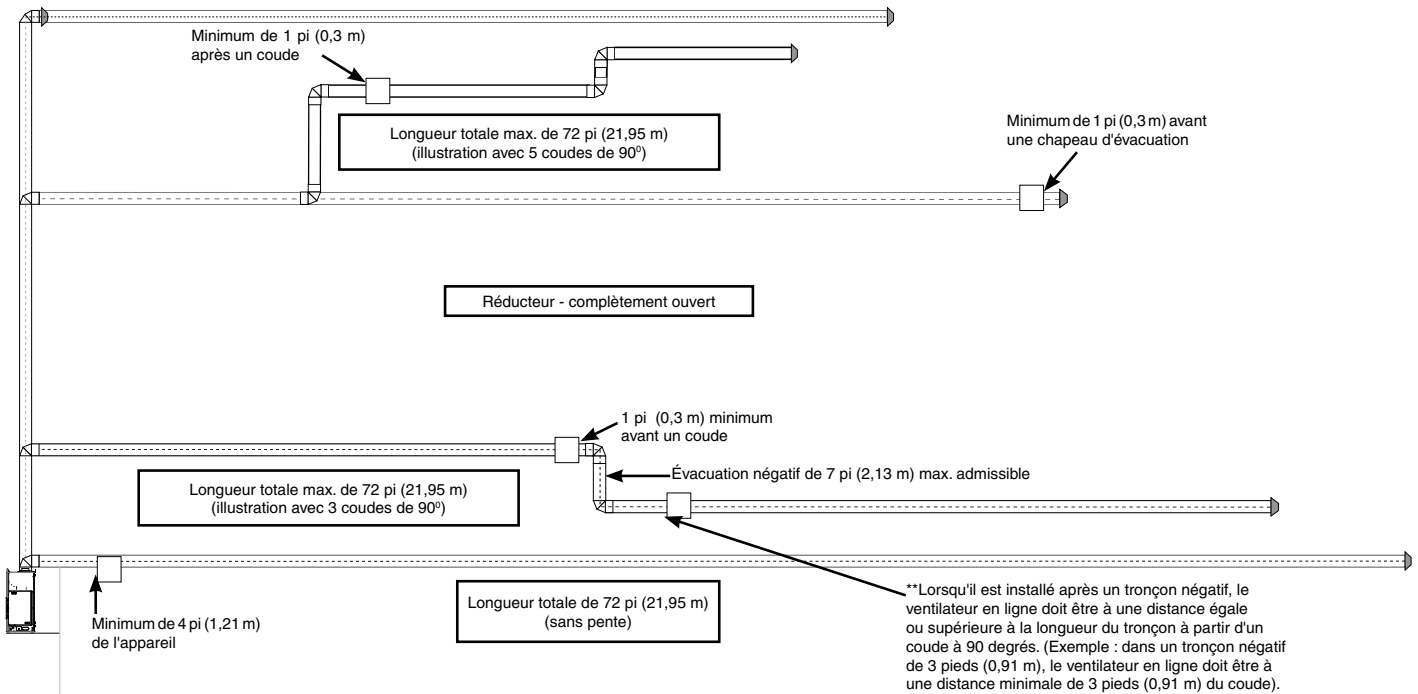 Minimum de 1 pi (0,3 m)
après un coude
Longueur totale max. de 72 pi (21,95 m)
(illustration avec 5 coudes de 90⁰)
Minimum de 1 pi (0,3 m) avant
une chapeau d'évacuation
Réducteur - complètement ouvert
1 pi (0,3 m) minimum
avant un coude
Évacuation négatif de 7 pi (2,13 m) max. admissible
Longueur totale max. de 72 pi (21,95 m)
(illustration avec 3 coudes de 90⁰)
Minimum de 4 pi (1,21 m)
de l'appareil
Longueur totale de 72 pi (21,95 m)
(sans pente)
**Lorsqu'il est installé après un tronçon négatif, le
ventilateur en ligne doit être à une distance égale
ou supérieure à la longueur du tronçon à partir d'un
coude à 90 degrés. (Exemple : dans un tronçon négatif
de 3 pieds (0,91 m), le ventilateur en ligne doit être à
une distance minimale de 3 pieds (0,91 m) du coude).